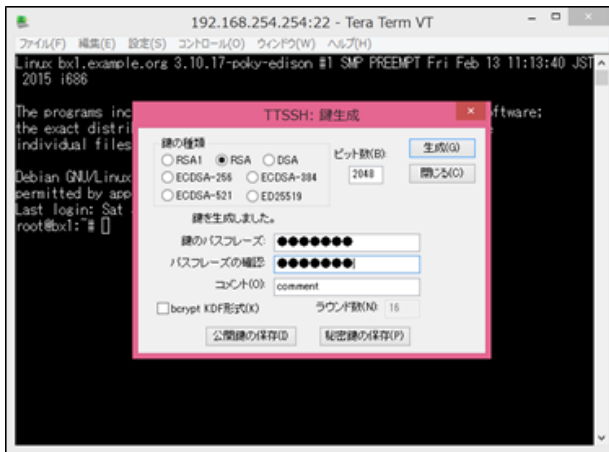 192.168.254.254:22 - Tera Term VT
ファイル(F) 編集(E) 設定(S) コントロール(O) ウィンドウ(W) ヘルプ(H)
Linux bx1.example.org 3.10.17-poky-edison #1 SMP PREEMPT Fri Feb 13 11:13:40 JST
2015 i686
The programs inc
ftware;
the exact distri
individual files
Debian GNU/Linux
permitted by app
Last login: Sat
root@bx1:~#
TTSSH: 鍵生成
鍵の種類
RSA1 RSA DSA
ECDSA-256 ECDSA-384
ECDSA-521 ED25519
ビット数(B):
2048
生成(G)
閉じる(C)
鍵を生成しました。
鍵のパスフレーズ: ●●●●●●●
パスフレーズの確認: ●●●●●●●
コメント(O): comment
bcrypt KDF形式(K) ラウンド数(N): 16
公開鍵の保存(I) 秘密鍵の保存(P)